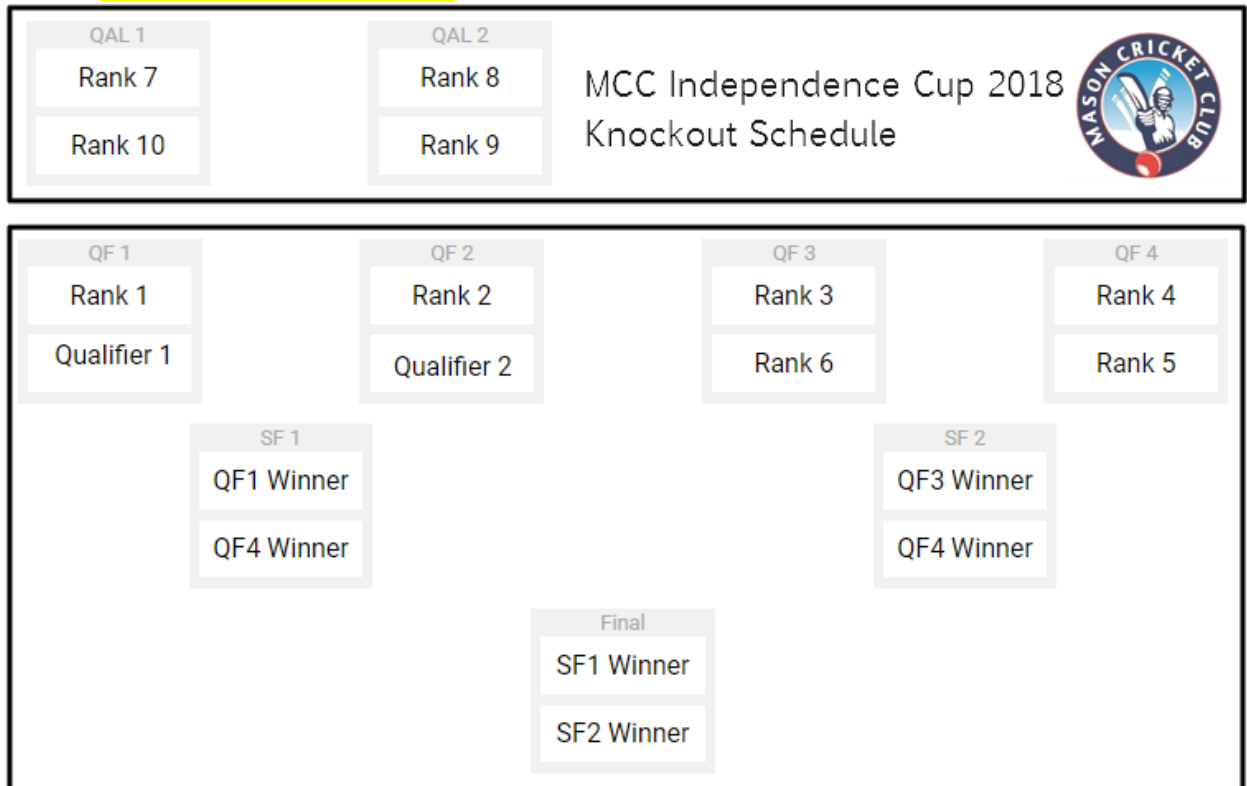 QAL 1
Rank 7
Rank 10
QAL 2
Rank 8
Rank 9
MCC Independence Cup 2018
Knockout Schedule
MASON CRICKET CLUB
QF 1
Rank 1
Qualifier 1
QF 2
Rank 2
Qualifier 2
QF 3
Rank 3
Rank 6
QF 4
Rank 4
Rank 5
SF 1
QF1 Winner
QF4 Winner
SF 2
QF3 Winner
QF4 Winner
Final
SF1 Winner
SF2 Winner